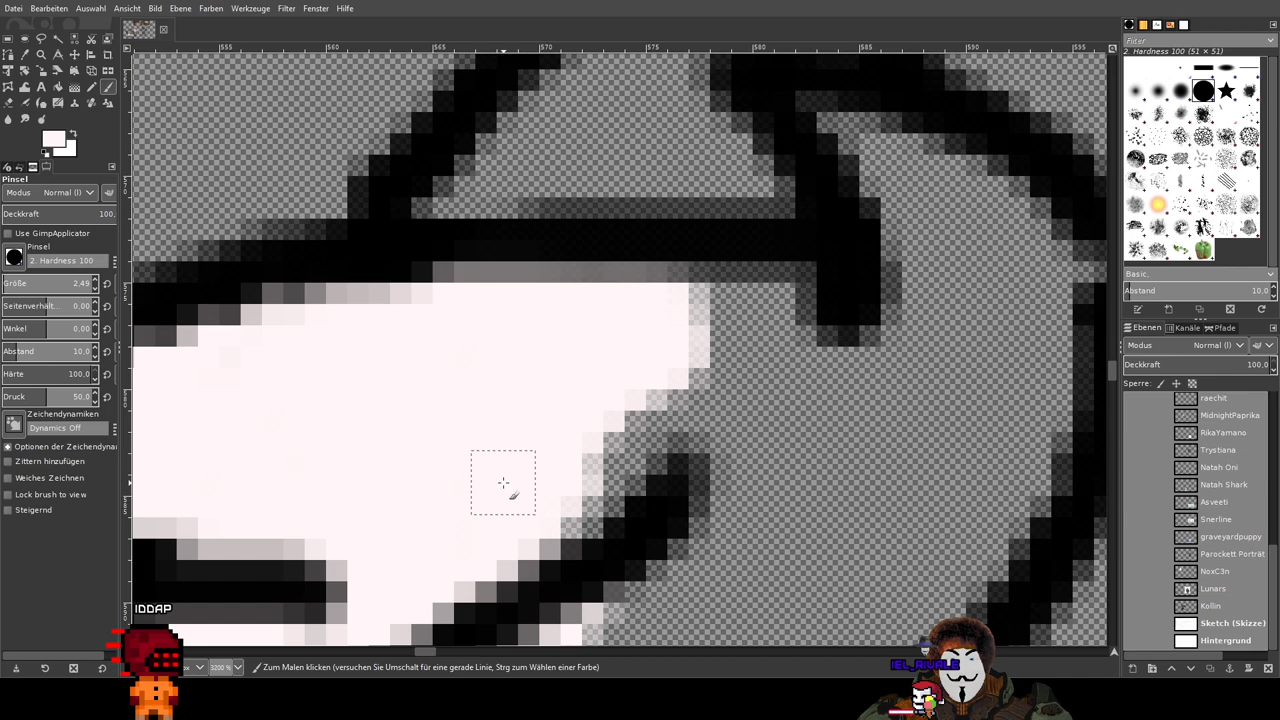 Datei Bearbeiten Auswahl Ansicht Bild Ebene Farben Werkzeuge Filter Fenster Hilfe
555 560 565 570 575 580 585 590 595
Filter
2. Hardness 100 (51 × 51)
Pinsel
Modus Normal (l)
Deckkraft 100,
Use GimpApplicator
Pinsel
2. Hardness 100
Größe 2,49
Seitenverhält... 0,00
Winkel 0,00
Abstand 10,0
Härte 100,0
Druck 50,0
Zeichendynamiken
Dynamics Off
Optionen der Zeichendynar
Zittern hinzufügen
Weiches Zeichnen
Lock brush to view
Steigernd
Basic,
Abstand 10,0
Ebenen Kanäle Pfade
Modus Normal (l)
Deckkraft 100,0
Sperre:
raechit
MidnightPaprika
RikaYamano
Trystiana
Natah Oni
Natah Shark
Asveeti
Snerline
graveyardpuppy
Parockett Porträt
NoxC3n
Lunars
Kollin
Sketch (Skizze)
Hintergrund
IDDAP
iEL_RIVALE
3200 %
Zum Malen klicken (versuchen Sie Umschalt für eine gerade Linie, Strg zum Wählen einer Farbe)